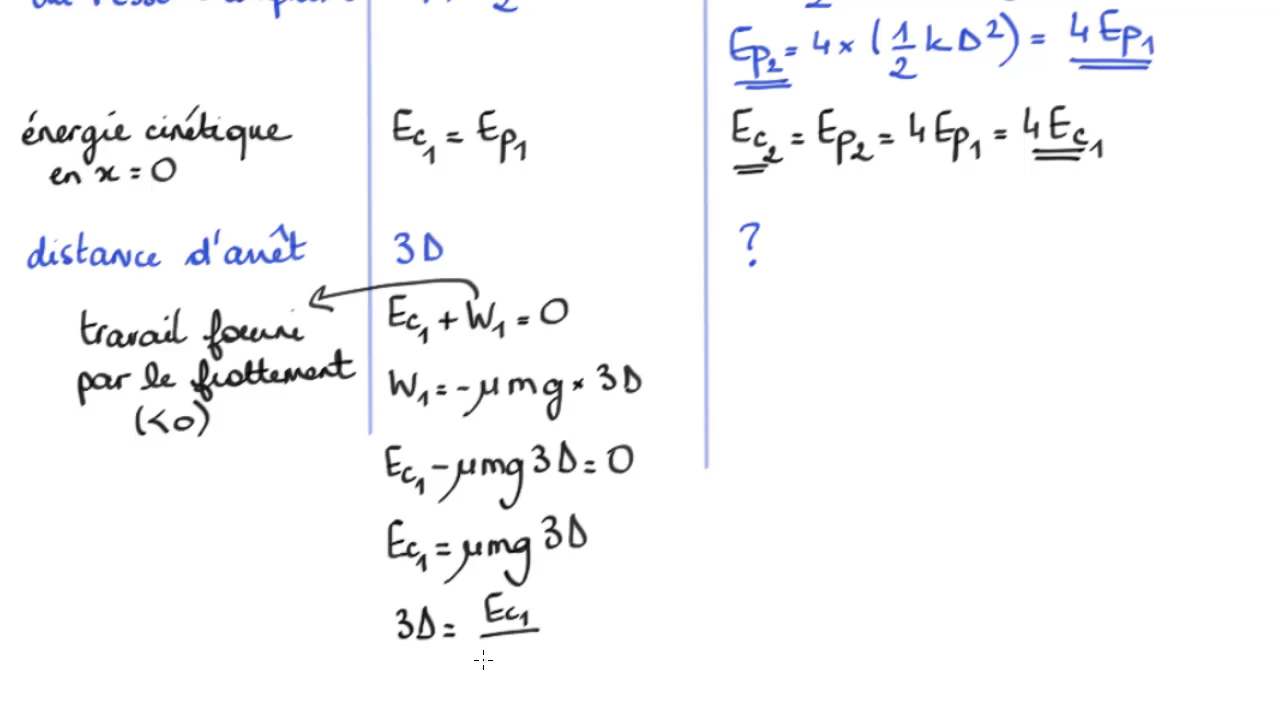 Ep₂ = 4 × (1/2 k D²) = 4 Ep₁
énergie cinétique Ec₁ = Ep₁ Ec₂ = Ep₂ = 4 Ep₁ = 4 Ec₁
en x = 0
distance d'arrêt 3D ?
travail fourni Ec₁ + W₁ = 0
par le frottement W₁ = - μ m g × 3D
(<0)
Ec₁ - μmg 3D = 0
Ec₁ = μmg 3D
3D = Ec₁